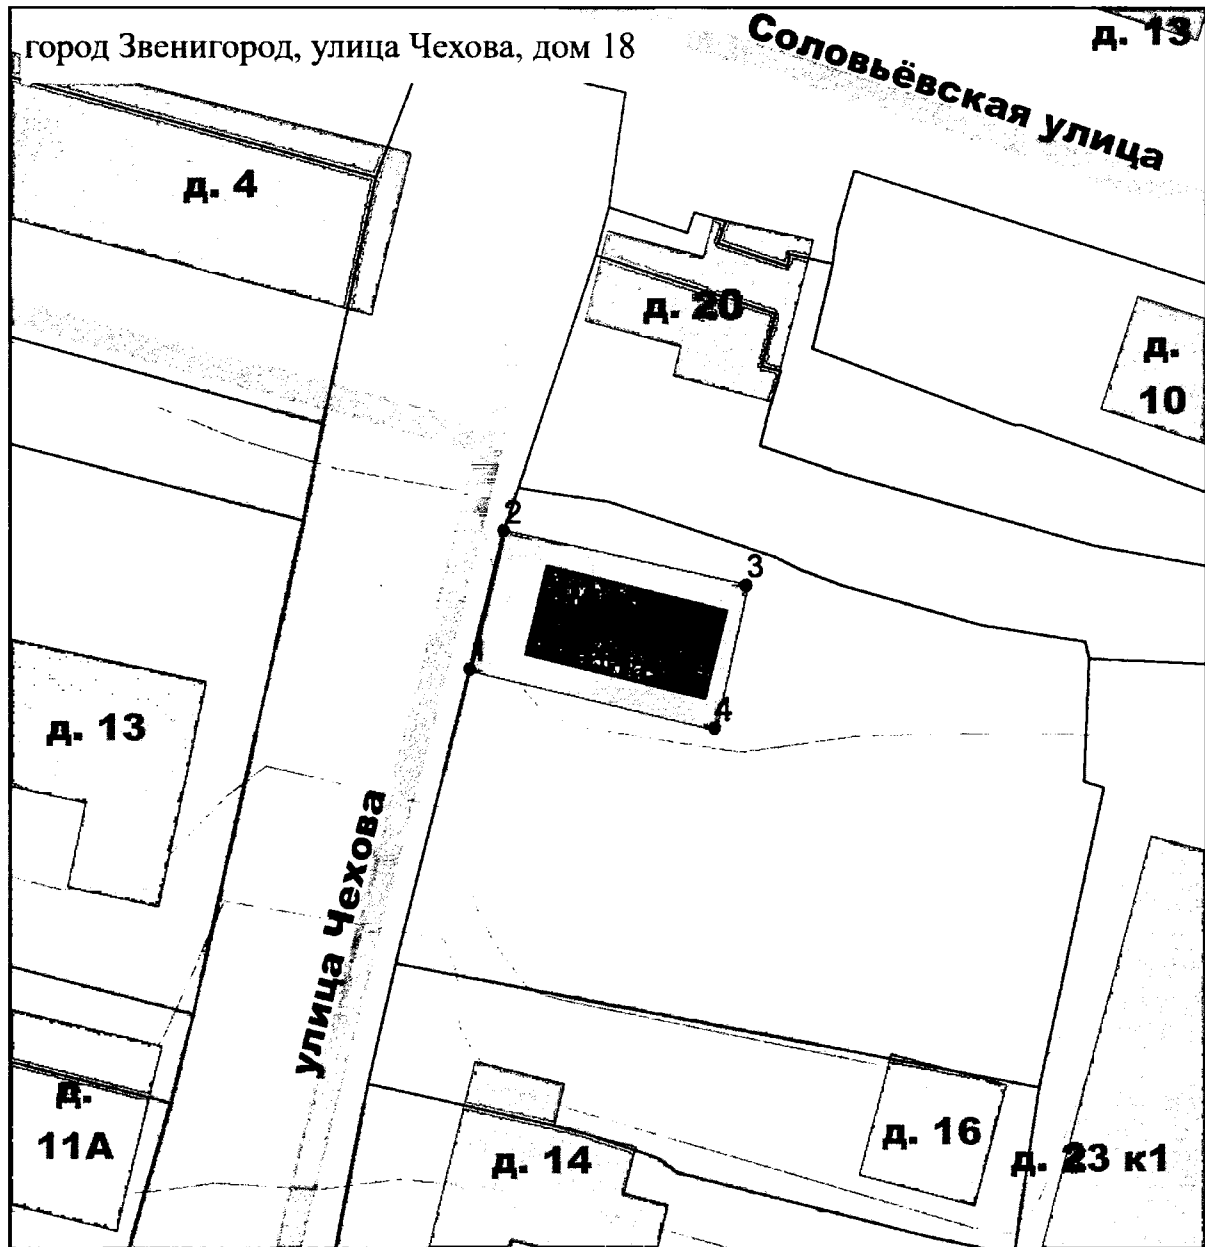 город Звенигород, улица Чехова, дом 18
Соловьёвская улица
д. 13
д. 4
д. 20
д.
10
2
3
1
4
д. 13
улица Чехова
д.
11А
д. 14
д. 16
д. 23 к1